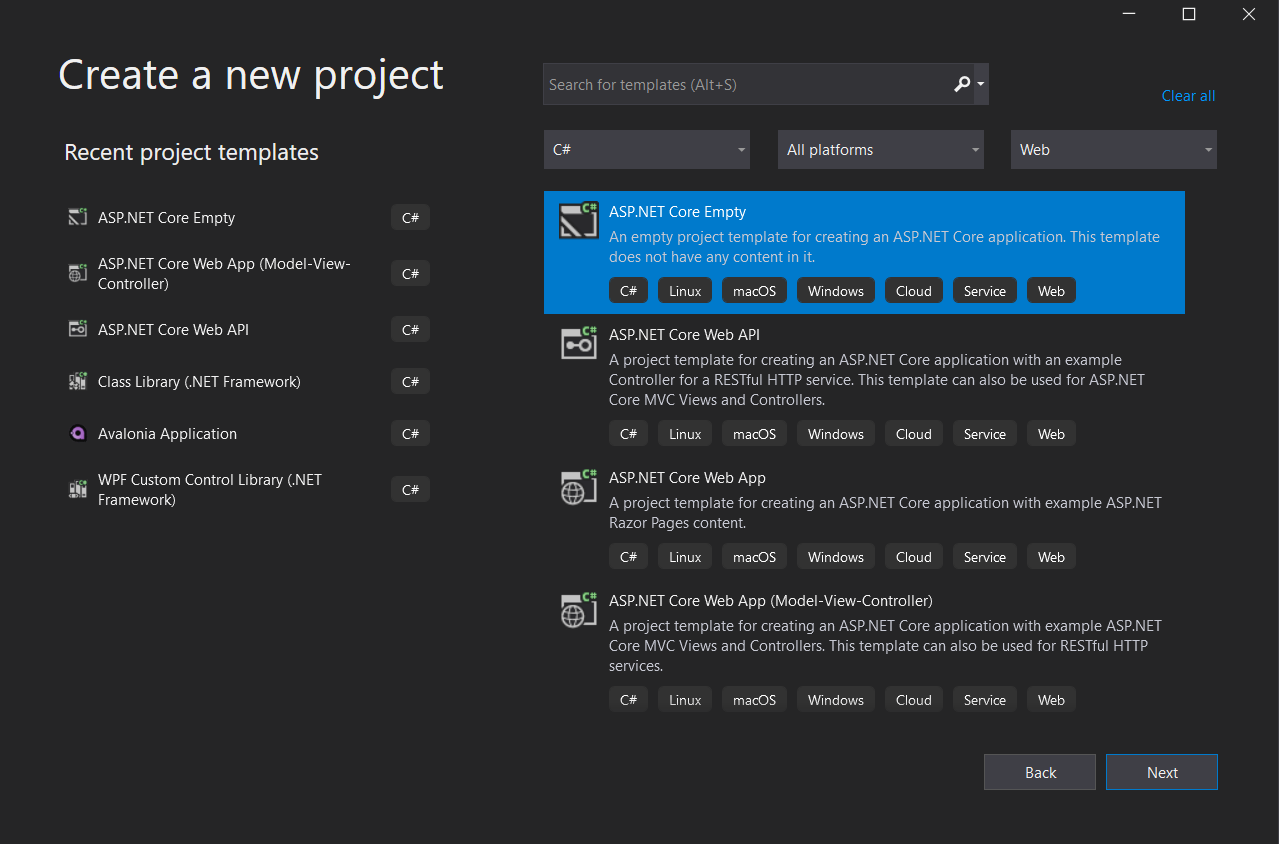 Create a new project
Search for templates (Alt+S)
Clear all
Recent project templates
C#
All platforms
Web
ASP.NET Core Empty
C#
ASP.NET Core Web App (Model-View-
Controller)
C#
ASP.NET Core Web API
C#
Class Library (.NET Framework)
C#
Avalonia Application
C#
WPF Custom Control Library (.NET
Framework)
C#
ASP.NET Core Empty
An empty project template for creating an ASP.NET Core application. This template
does not have any content in it.
C# Linux macOS Windows Cloud Service Web
ASP.NET Core Web API
A project template for creating an ASP.NET Core application with an example
Controller for a RESTful HTTP service. This template can also be used for ASP.NET
Core MVC Views and Controllers.
C# Linux macOS Windows Cloud Service Web
ASP.NET Core Web App
A project template for creating an ASP.NET Core application with example ASP.NET
Razor Pages content.
C# Linux macOS Windows Cloud Service Web
ASP.NET Core Web App (Model-View-Controller)
A project template for creating an ASP.NET Core application with example ASP.NET
Core MVC Views and Controllers. This template can also be used for RESTful HTTP
services.
C# Linux macOS Windows Cloud Service Web
Back
Next